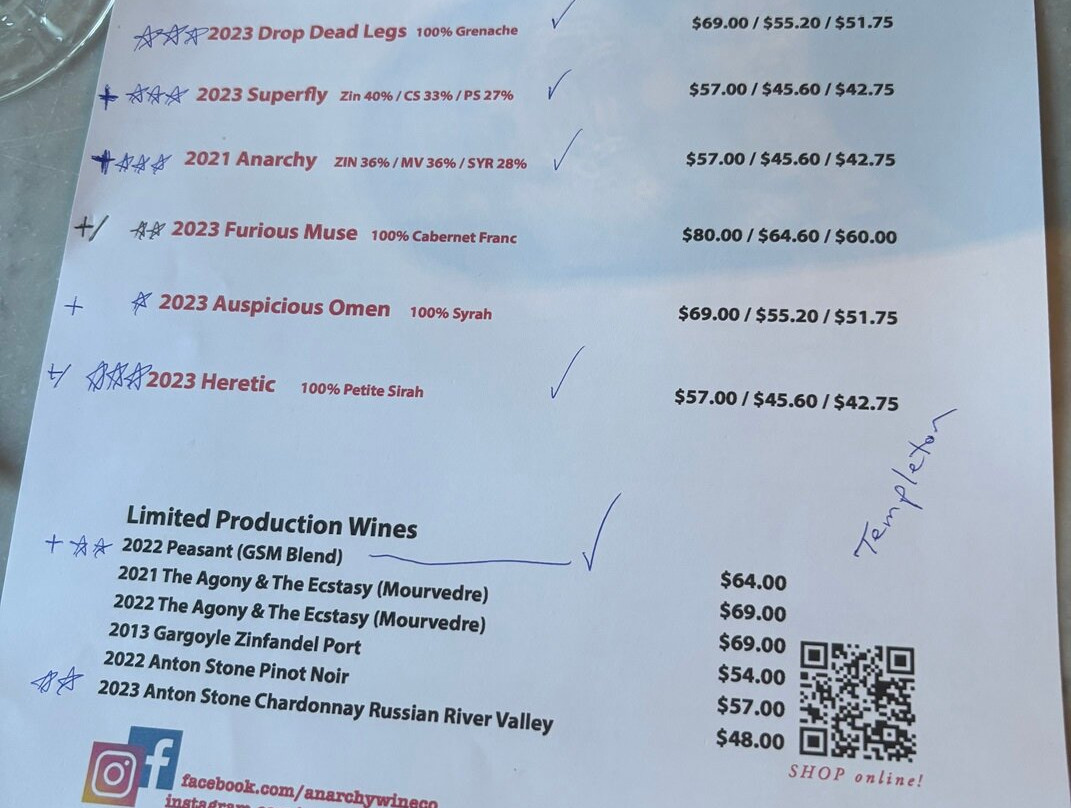 2023 Drop Dead Legs 100% Grenache $69.00 / $55.20 / $51.75
+ 2023 Superfly Zin 40% / CS 33% / PS 27% $57.00 / $45.60 / $42.75
+ 2021 Anarchy ZIN 36% / MV 36% / SYR 28% $57.00 / $45.60 / $42.75
+/ 2023 Furious Muse 100% Cabernet Franc $80.00 / $64.60 / $60.00
+ 2023 Auspicious Omen 100% Syrah $69.00 / $55.20 / $51.75
+/ 2023 Heretic 100% Petite Sirah $57.00 / $45.60 / $42.75
Templeton
Limited Production Wines
+ 2022 Peasant (GSM Blend) $64.00
2021 The Agony & The Ecstasy (Mourvedre) $69.00
2022 The Agony & The Ecstasy (Mourvedre) $69.00
2013 Gargoyle Zinfandel Port $54.00
2022 Anton Stone Pinot Noir $57.00
2023 Anton Stone Chardonnay Russian River Valley $48.00
SHOP online!
f facebook.com/anarchywineco